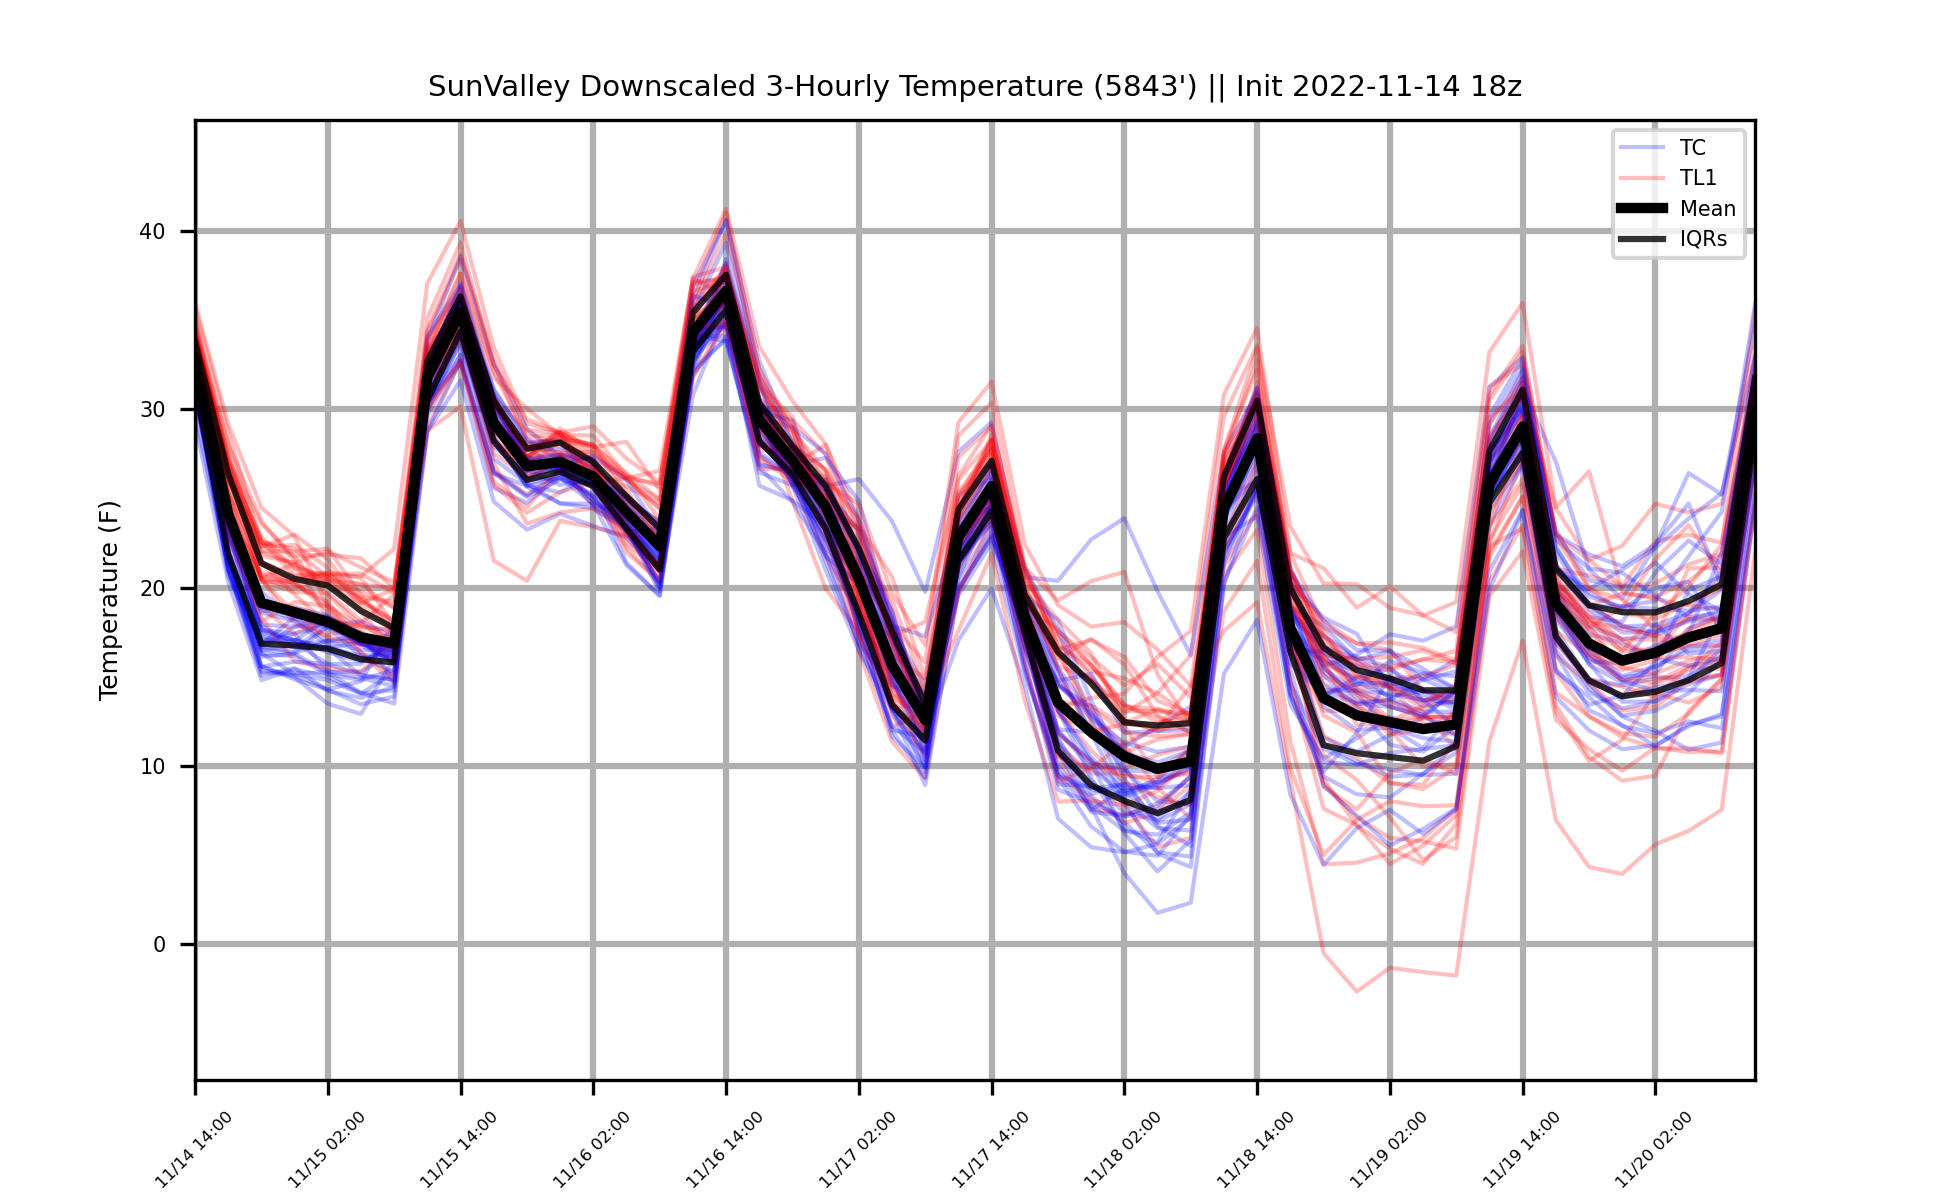 SunValley Downscaled 3-Hourly Temperature (5843') || Init 2022-11-14 18z
TC
TL1
Mean
IQRs
Temperature (F)
40
30
20
10
0
11/14 14:00
11/15 02:00
11/15 14:00
11/16 02:00
11/16 14:00
11/17 02:00
11/17 14:00
11/18 02:00
11/18 14:00
11/19 02:00
11/19 14:00
11/20 02:00